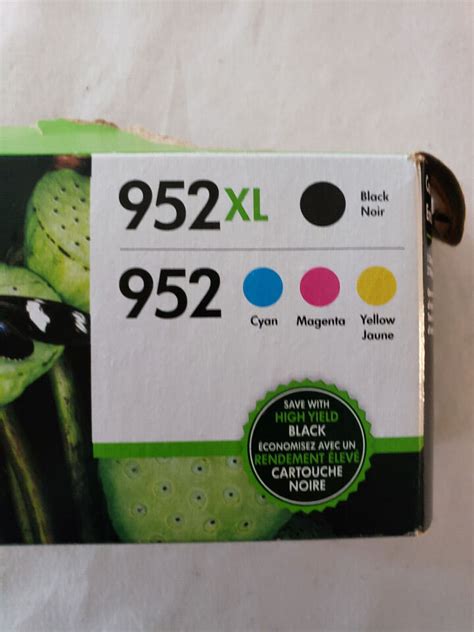 952XL
Black
Noir
952
Cyan
Magenta
Yellow
Jaune
SAVE WITH
HIGH YIELD
BLACK
ÉCONOMISEZ AVEC UN
RENDEMENT ÉLEVÉ
CARTOUCHE
NOIRE